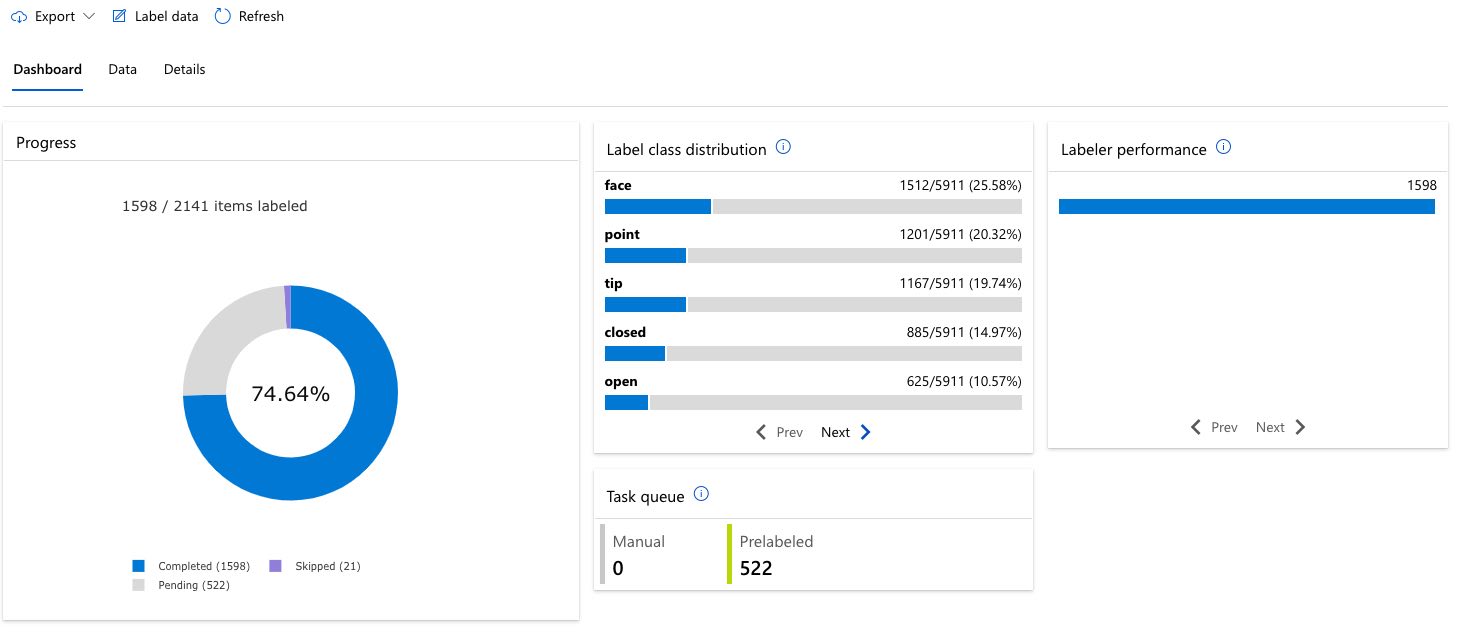 Export Label data Refresh
Dashboard Data Details
Progress
1598 / 2141 items labeled
74.64%
Completed (1598) Skipped (21)
Pending (522)
Label class distribution
face 1512/5911 (25.58%)
point 1201/5911 (20.32%)
tip 1167/5911 (19.74%)
closed 885/5911 (14.97%)
open 625/5911 (10.57%)
Prev Next
Task queue
Manual Prelabeled
0 522
Labeler performance
1598
Prev Next